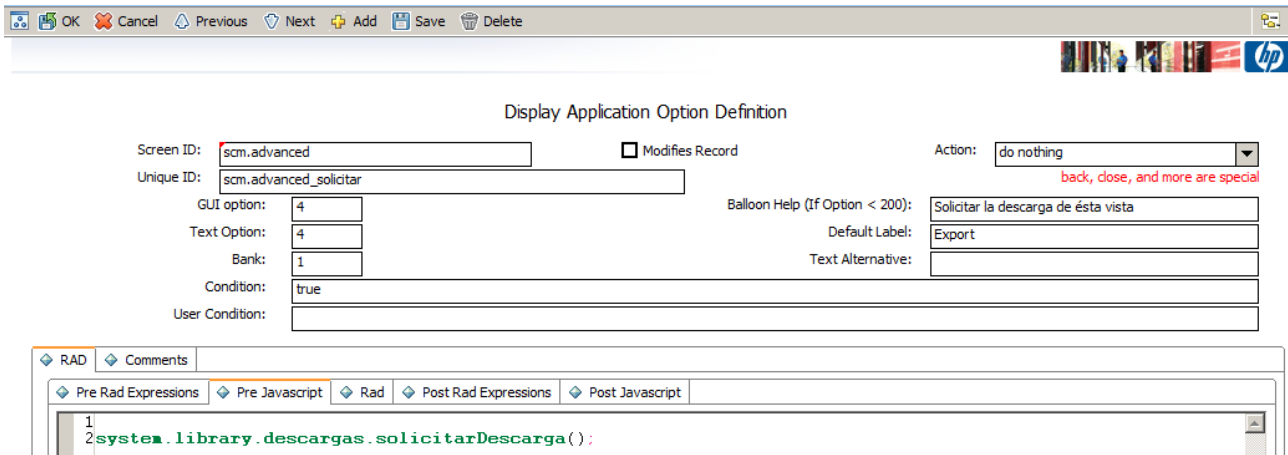 OK Cancel Previous Next Add Save Delete
hp
Display Application Option Definition
Screen ID: scm.advanced Modifies Record Action: do nothing
back, close, and more are special
Unique ID: scm.advanced_solicitar
GUI option: 4 Balloon Help (If Option < 200): Solicitar la descarga de ésta vista
Text Option: 4 Default Label: Export
Bank: 1 Text Alternative:
Condition: true
User Condition:
RAD Comments
Pre Rad Expressions Pre Javascript Rad Post Rad Expressions Post Javascript
1
2 system.library.descargas.solicitarDescarga();